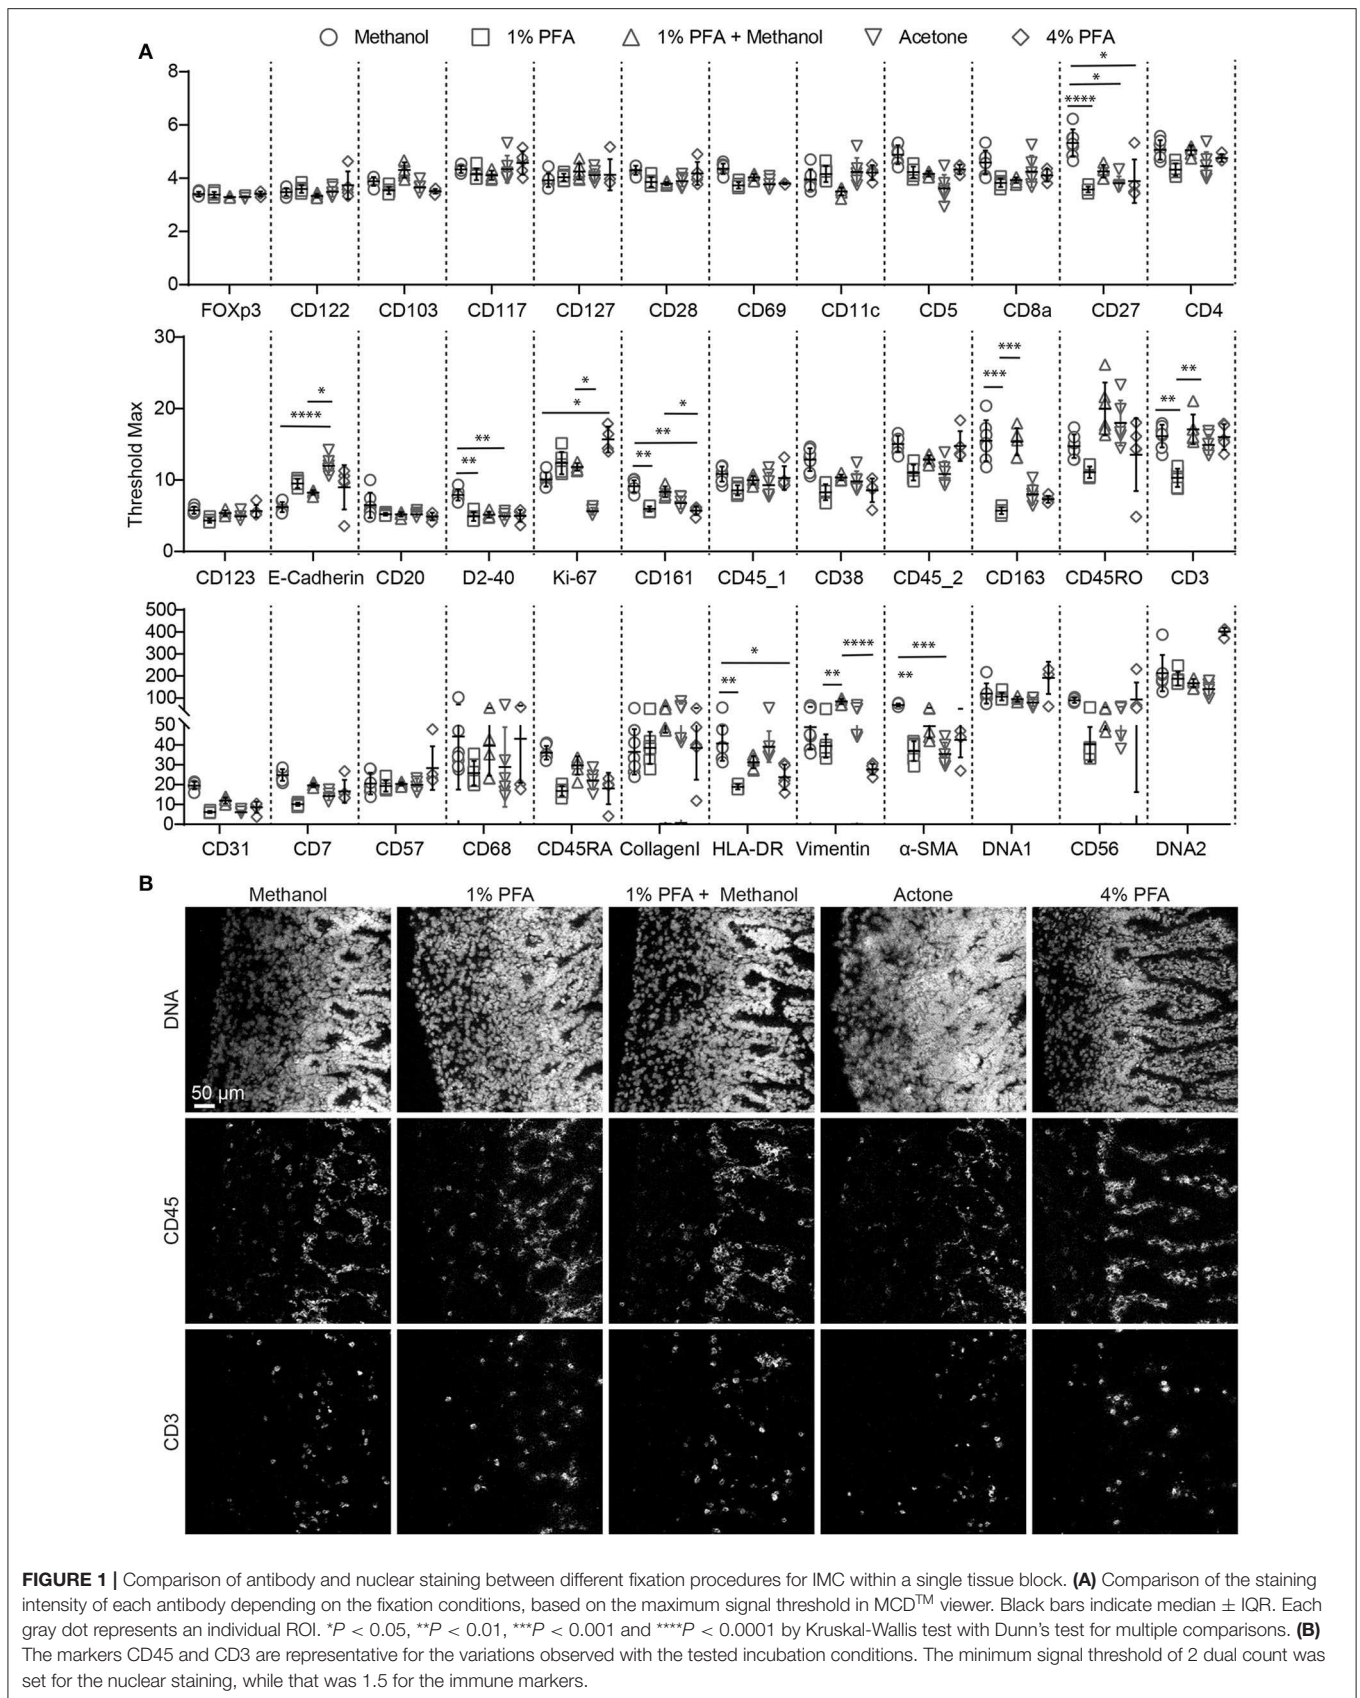 A
Methanol 1% PFA 1% PFA + Methanol Acetone 4% PFA
8
6
4
2
0
* * ****
FOXp3 CD122 CD103 CD117 CD127 CD28 CD69 CD11c CD5 CD8a CD27 CD4
Threshold Max
30
20
10
0
**** * ** ** * * ** ** * *** *** ** **
CD123 E-Cadherin CD20 D2-40 Ki-67 CD161 CD45_1 CD38 CD45_2 CD163 CD45RO CD3
500
400
300
200
100
50
40
30
20
10
0
** * ** **** ** ***
CD31 CD7 CD57 CD68 CD45RA CollagenI HLA-DR Vimentin α-SMA DNA1 CD56 DNA2
B
Methanol 1% PFA 1% PFA + Methanol Actone 4% PFA
DNA
50 µm
CD45
CD3
FIGURE 1 | Comparison of antibody and nuclear staining between different fixation procedures for IMC within a single tissue block. (A) Comparison of the staining
intensity of each antibody depending on the fixation conditions, based on the maximum signal threshold in MCD™ viewer. Black bars indicate median ± IQR. Each
gray dot represents an individual ROI. *P < 0.05, **P < 0.01, ***P < 0.001 and ****P < 0.0001 by Kruskal-Wallis test with Dunn's test for multiple comparisons. (B)
The markers CD45 and CD3 are representative for the variations observed with the tested incubation conditions. The minimum signal threshold of 2 dual count was
set for the nuclear staining, while that was 1.5 for the immune markers.